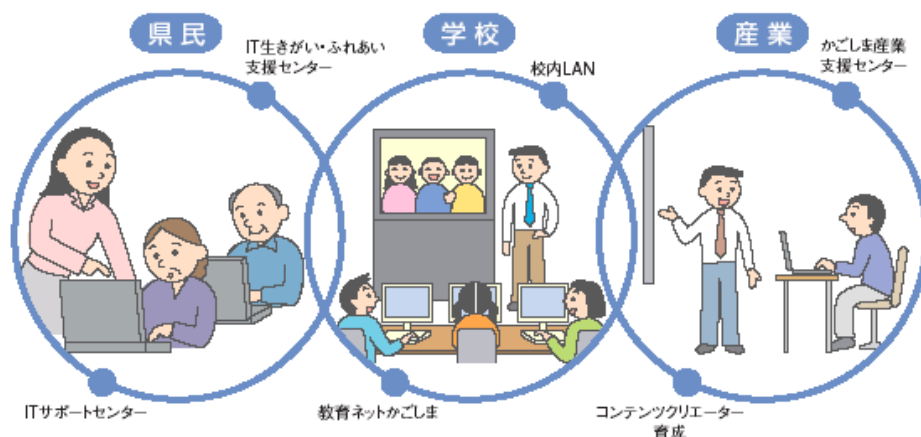 県民
IT生きがい・ふれあい
支援センター
ITサポートセンター
学校
校内LAN
教育ネットかごしま
産業
かごしま産業
支援センター
コンテンツクリエーター
育成